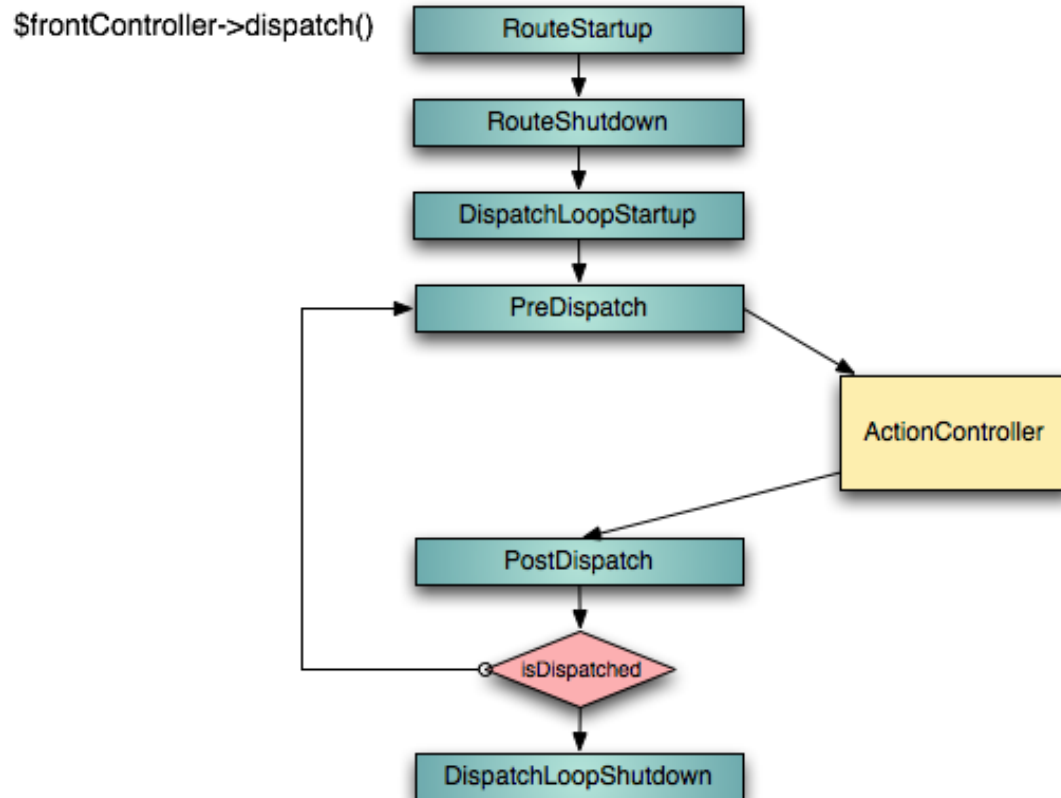 $frontController->dispatch()
RouteStartup
RouteShutdown
DispatchLoopStartup
PreDispatch
ActionController
PostDispatch
isDispatched
DispatchLoopShutdown